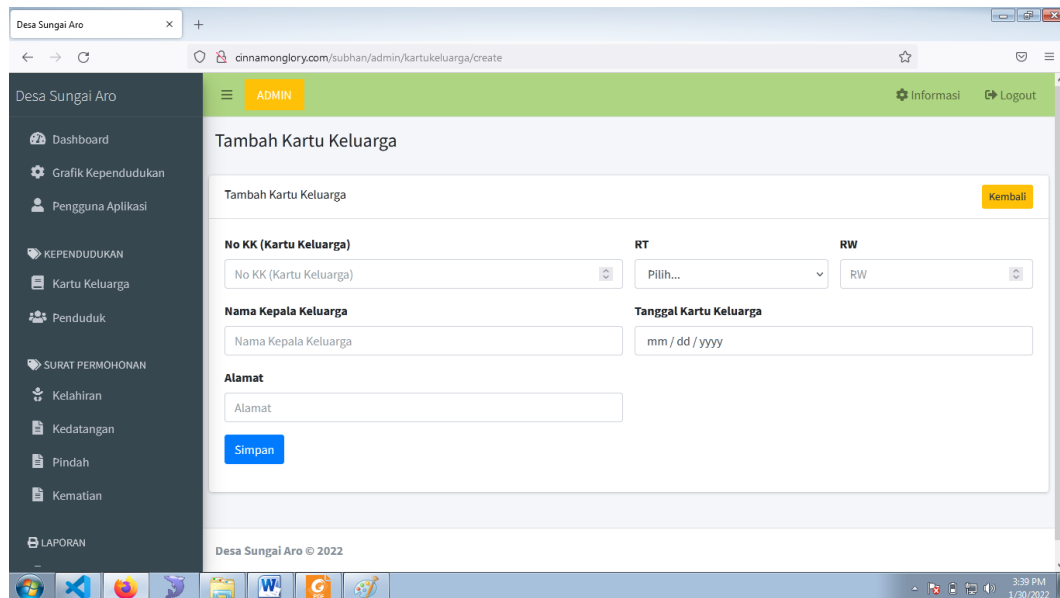 Desa Sungai Aro
cinnamonglory.com/subhan/admin/kartukeluarga/create
Desa Sungai Aro
ADMIN
Informasi
Logout
Dashboard
Grafik Kependudukan
Pengguna Aplikasi
KEPENDUDUKAN
Kartu Keluarga
Penduduk
SURAT PERMOHONAN
Kelahiran
Kedatangan
Pindah
Kematian
LAPORAN
Tambah Kartu Keluarga
Tambah Kartu Keluarga
Kembali
No KK (Kartu Keluarga)
RT
RW
No KK (Kartu Keluarga)
Pilih...
RW
Nama Kepala Keluarga
Tanggal Kartu Keluarga
Nama Kepala Keluarga
mm / dd / yyyy
Alamat
Alamat
Simpan
Desa Sungai Aro © 2022
W
PDF
3:39 PM
1/30/2022